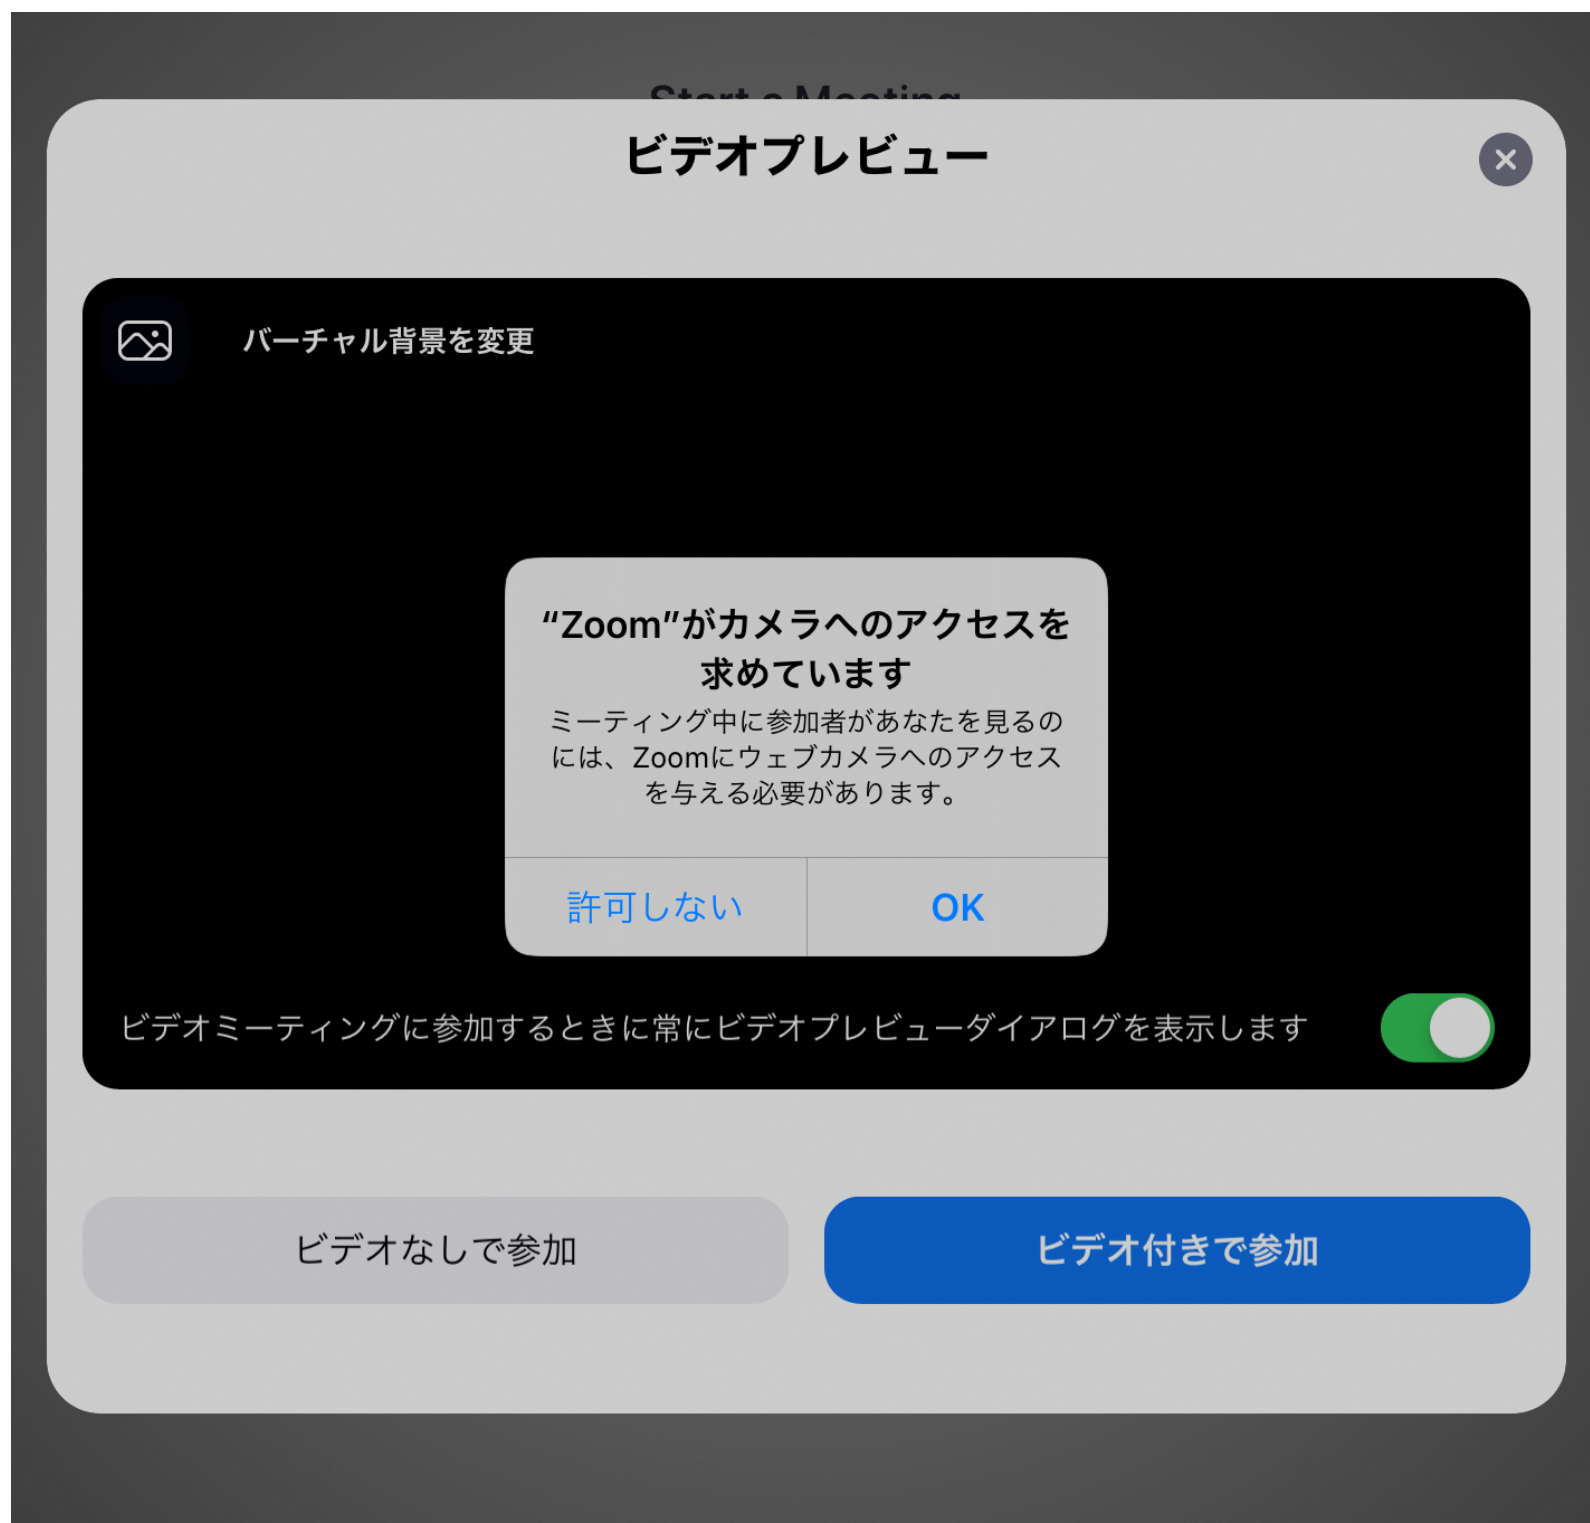 Start a Meeting
ビデオプレビュー
バーチャル背景を変更
“Zoom”がカメラへのアクセスを
求めています
ミーティング中に参加者があなたを見るの
には、Zoomにウェブカメラへのアクセス
を与える必要があります。
許可しない
OK
ビデオミーティングに参加するときに常にビデオプレビューダイアログを表示します
ビデオなしで参加
ビデオ付きで参加